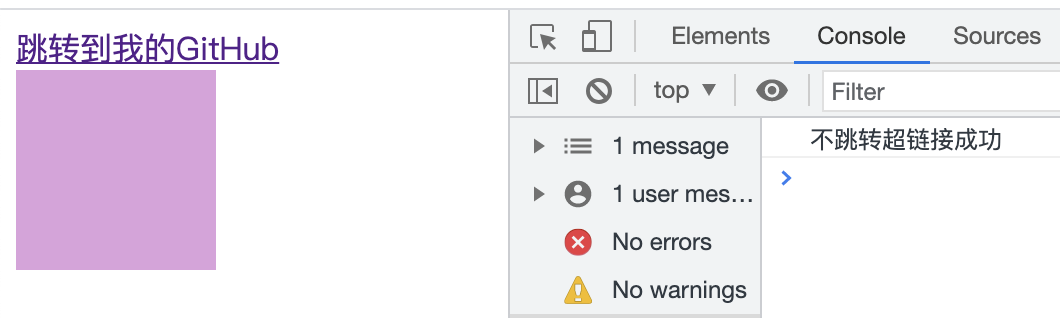 跳转到我的GitHub
Elements Console Sources
top Filter
1 message
1 user mes…
No errors
No warnings
不跳转超链接成功